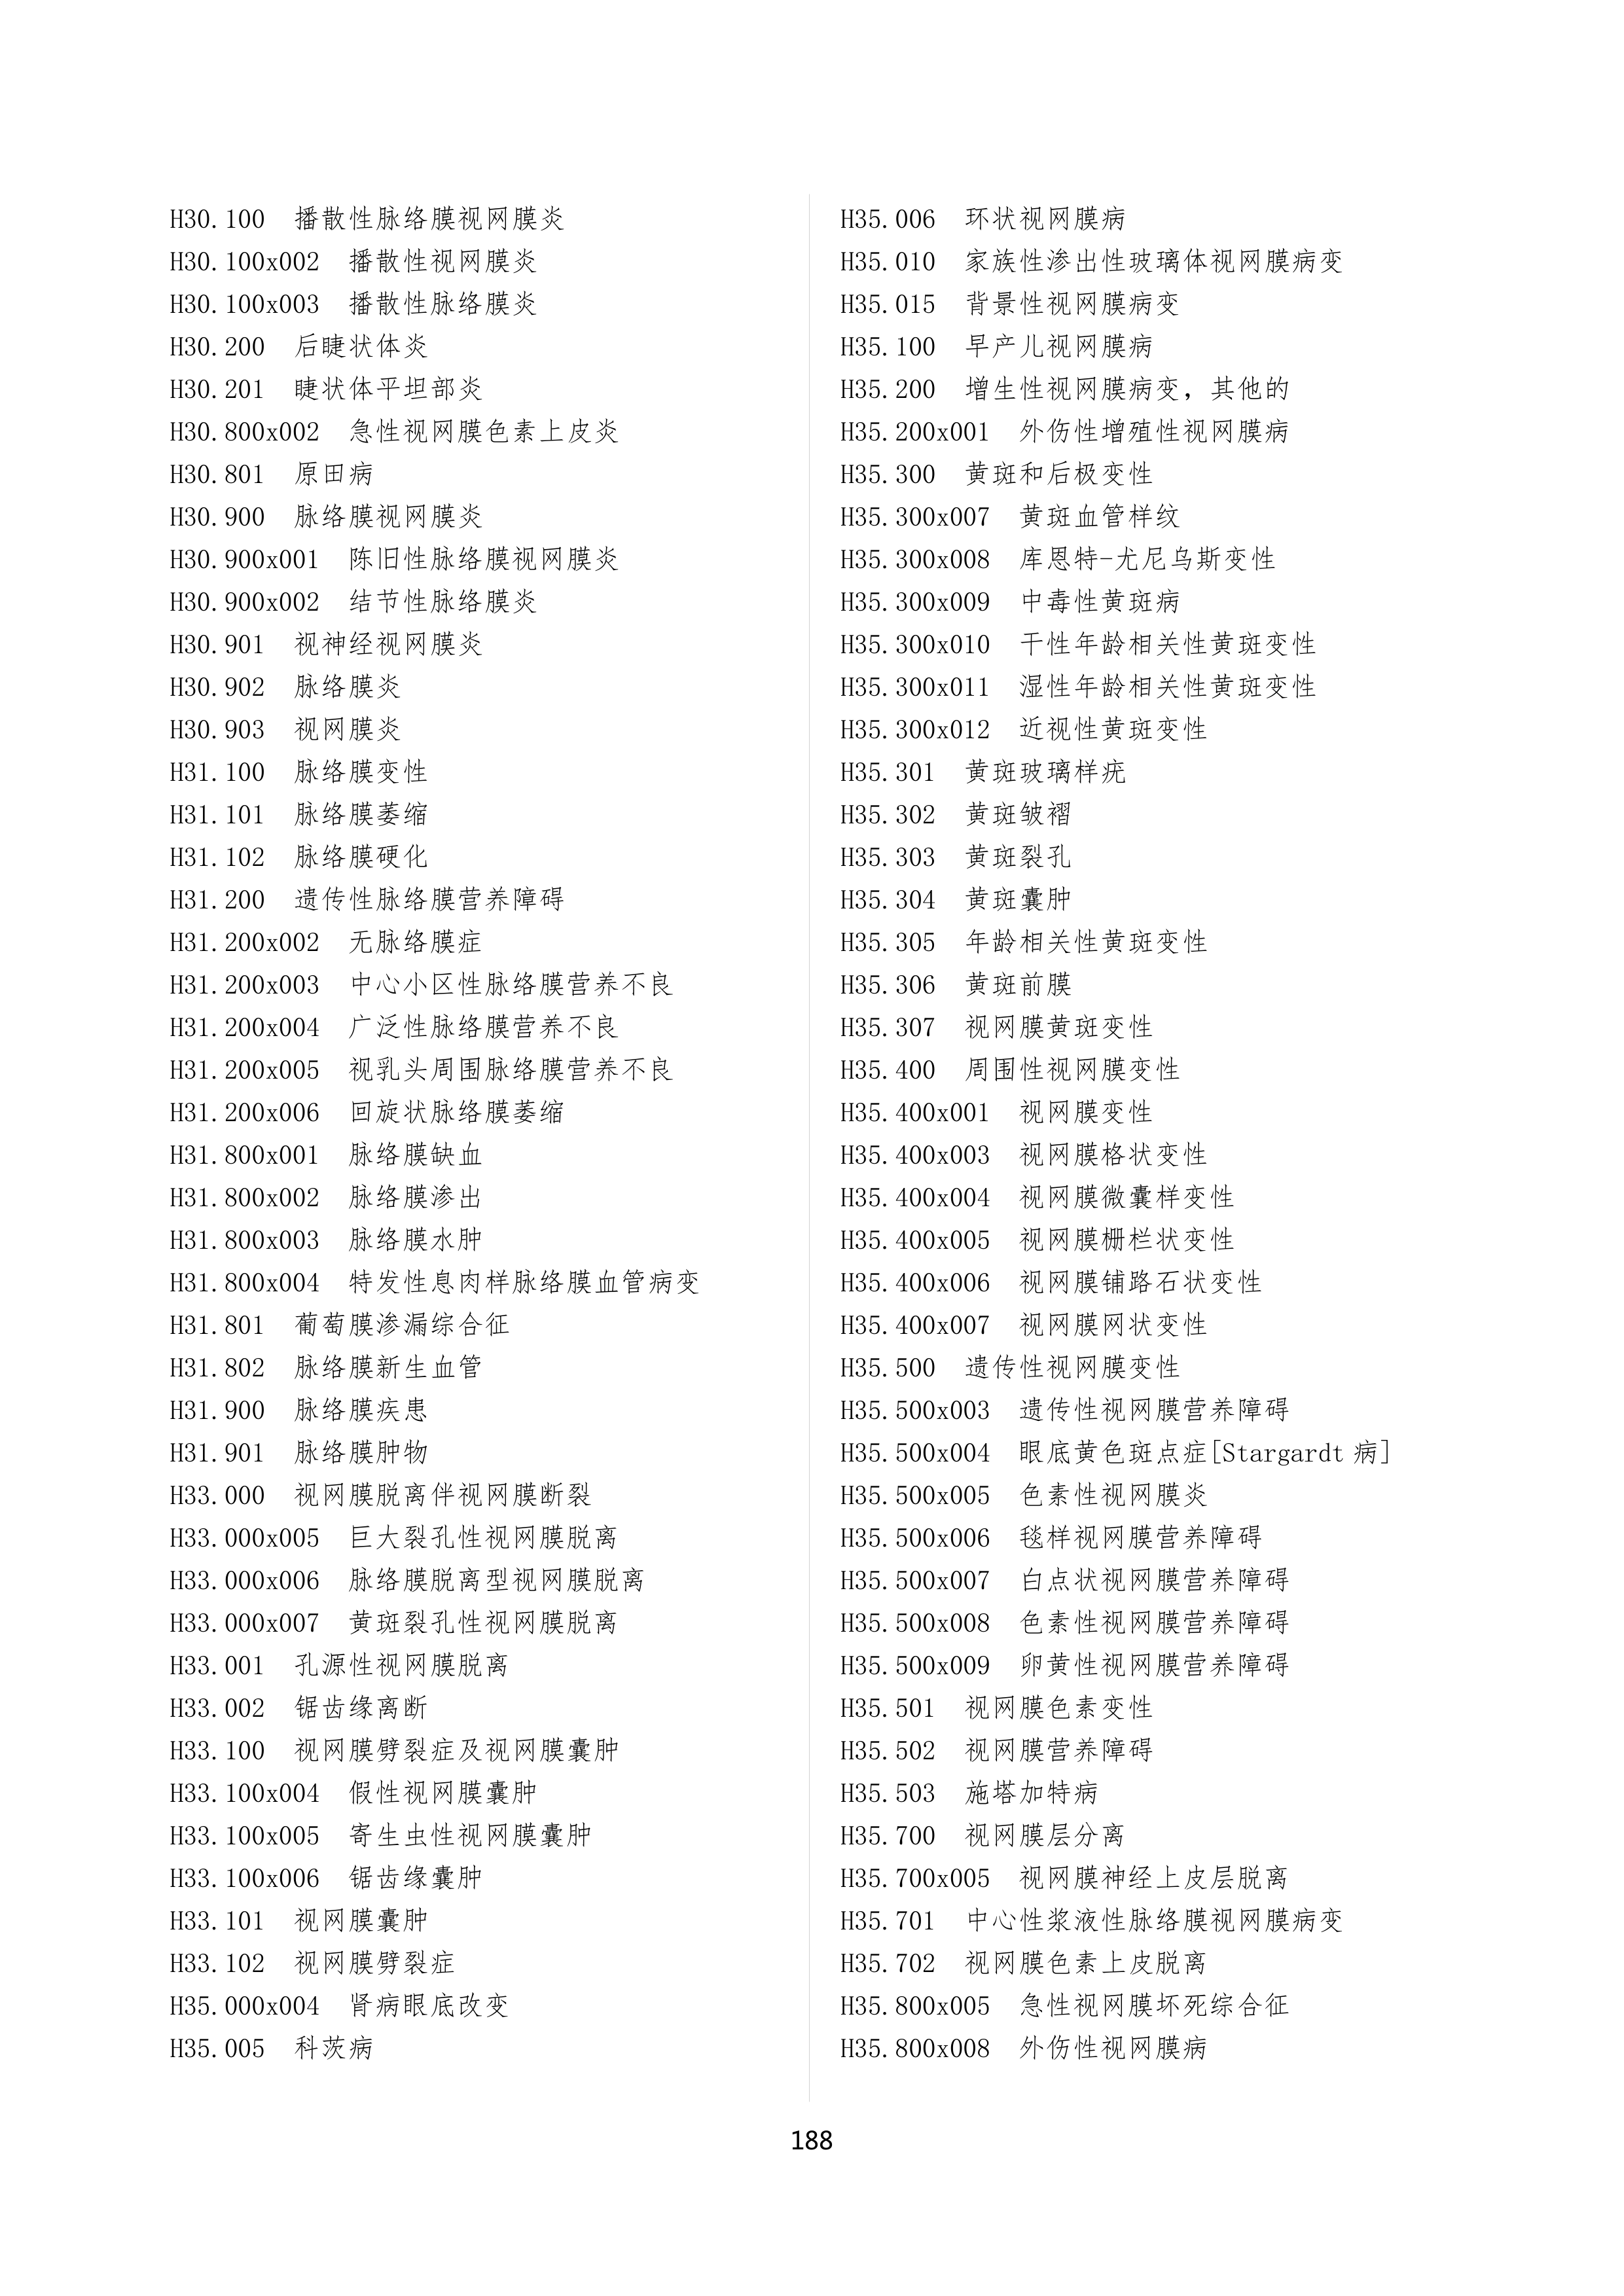 H30.100 播散性脉络膜视网膜炎
H30.100x002 播散性视网膜炎
H30.100x003 播散性脉络膜炎
H30.200 后睫状体炎
H30.201 睫状体平坦部炎
H30.800x002 急性视网膜色素上皮炎
H30.801 原田病
H30.900 脉络膜视网膜炎
H30.900x001 陈旧性脉络膜视网膜炎
H30.900x002 结节性脉络膜炎
H30.901 视神经视网膜炎
H30.902 脉络膜炎
H30.903 视网膜炎
H31.100 脉络膜变性
H31.101 脉络膜萎缩
H31.102 脉络膜硬化
H31.200 遗传性脉络膜营养障碍
H31.200x002 无脉络膜症
H31.200x003 中心小区性脉络膜营养不良
H31.200x004 广泛性脉络膜营养不良
H31.200x005 视乳头周围脉络膜营养不良
H31.200x006 回旋状脉络膜萎缩
H31.800x001 脉络膜缺血
H31.800x002 脉络膜渗出
H31.800x003 脉络膜水肿
H31.800x004 特发性息肉样脉络膜血管病变
H31.801 葡萄膜渗漏综合征
H31.802 脉络膜新生血管
H31.900 脉络膜疾患
H31.901 脉络膜肿物
H33.000 视网膜脱离伴视网膜断裂
H33.000x005 巨大裂孔性视网膜脱离
H33.000x006 脉络膜脱离型视网膜脱离
H33.000x007 黄斑裂孔性视网膜脱离
H33.001 孔源性视网膜脱离
H33.002 锯齿缘离断
H33.100 视网膜劈裂症及视网膜囊肿
H33.100x004 假性视网膜囊肿
H33.100x005 寄生虫性视网膜囊肿
H33.100x006 锯齿缘囊肿
H33.101 视网膜囊肿
H33.102 视网膜劈裂症
H35.000x004 肾病眼底改变
H35.005 科茨病
H35.006 环状视网膜病
H35.010 家族性渗出性玻璃体视网膜病变
H35.015 背景性视网膜病变
H35.100 早产儿视网膜病
H35.200 增生性视网膜病变，其他的
H35.200x001 外伤性增殖性视网膜病
H35.300 黄斑和后极变性
H35.300x007 黄斑血管样纹
H35.300x008 库恩特-尤尼乌斯变性
H35.300x009 中毒性黄斑病
H35.300x010 干性年龄相关性黄斑变性
H35.300x011 湿性年龄相关性黄斑变性
H35.300x012 近视性黄斑变性
H35.301 黄斑玻璃样疣
H35.302 黄斑皱褶
H35.303 黄斑裂孔
H35.304 黄斑囊肿
H35.305 年龄相关性黄斑变性
H35.306 黄斑前膜
H35.307 视网膜黄斑变性
H35.400 周围性视网膜变性
H35.400x001 视网膜变性
H35.400x003 视网膜格状变性
H35.400x004 视网膜微囊样变性
H35.400x005 视网膜栅栏状变性
H35.400x006 视网膜铺路石状变性
H35.400x007 视网膜网状变性
H35.500 遗传性视网膜变性
H35.500x003 遗传性视网膜营养障碍
H35.500x004 眼底黄色斑点症[Stargardt 病]
H35.500x005 色素性视网膜炎
H35.500x006 毯样视网膜营养障碍
H35.500x007 白点状视网膜营养障碍
H35.500x008 色素性视网膜营养障碍
H35.500x009 卵黄性视网膜营养障碍
H35.501 视网膜色素变性
H35.502 视网膜营养障碍
H35.503 施塔加特病
H35.700 视网膜层分离
H35.700x005 视网膜神经上皮层脱离
H35.701 中心性浆液性脉络膜视网膜病变
H35.702 视网膜色素上皮脱离
H35.800x005 急性视网膜坏死综合征
H35.800x008 外伤性视网膜病
188